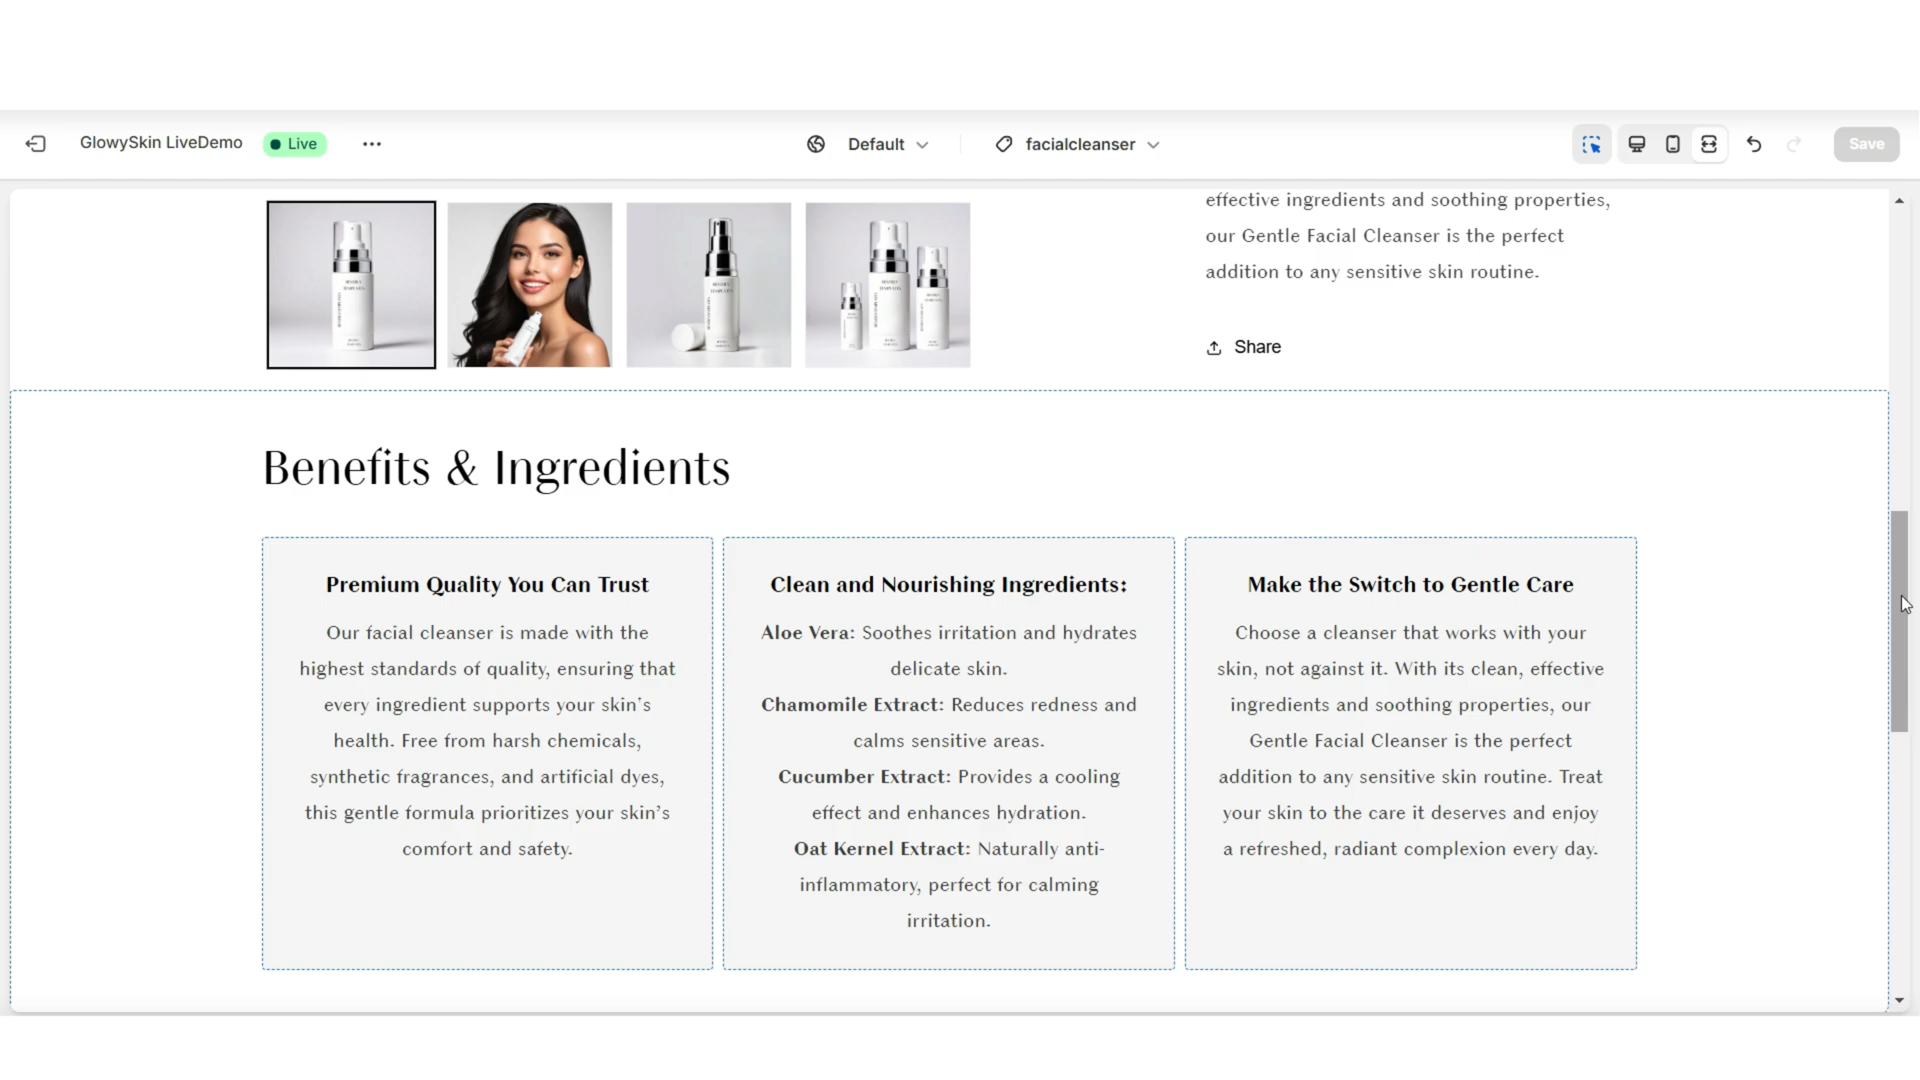 GlowySkin LiveDemo
Live
Default
facialcleanser
Save
effective ingredients and soothing properties,
our Gentle Facial Cleanser is the perfect
addition to any sensitive skin routine.
Share
Benefits & Ingredients
Premium Quality You Can Trust
Our facial cleanser is made with the
highest standards of quality, ensuring that
every ingredient supports your skin's
health. Free from harsh chemicals,
synthetic fragrances, and artificial dyes,
this gentle formula prioritizes your skin's
comfort and safety.
Clean and Nourishing Ingredients:
Aloe Vera: Soothes irritation and hydrates
delicate skin.
Chamomile Extract: Reduces redness and
calms sensitive areas.
Cucumber Extract: Provides a cooling
effect and enhances hydration.
Oat Kernel Extract: Naturally anti-
inflammatory, perfect for calming
irritation.
Make the Switch to Gentle Care
Choose a cleanser that works with your
skin, not against it. With its clean, effective
ingredients and soothing properties, our
Gentle Facial Cleanser is the perfect
addition to any sensitive skin routine. Treat
your skin to the care it deserves and enjoy
a refreshed, radiant complexion every day.